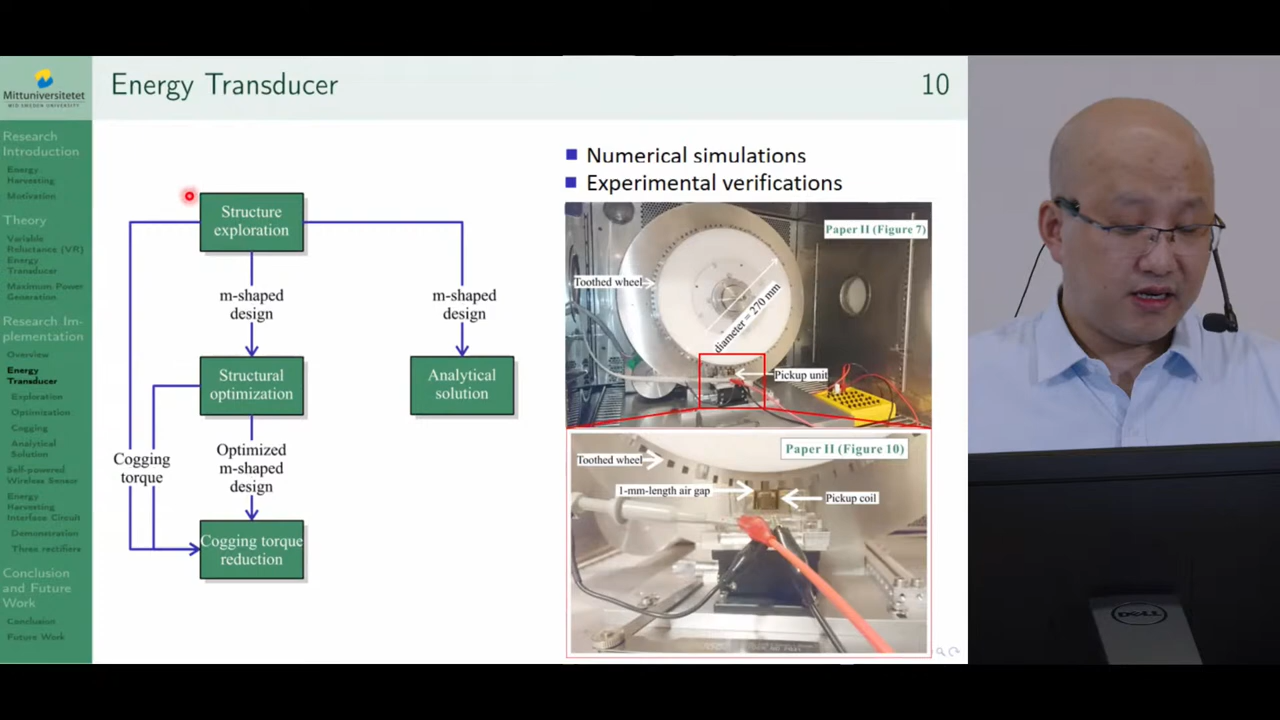 Mittuniversitetet
MID SWEDEN UNIVERSITY
Research
Introduction
Energy
Harvesting
Motivation
Theory
Variable
Reluctance (VR)
Energy
Transducer
Maximum Power
Generation
Research Im-
plementation
Overview
Energy
Transducer
Exploration
Optimization
Cogging
Analytical
Solution
Self-powered
Wireless Sensor
Energy
Harvesting
Interface Circuit
Demonstration
Three rectifiers
Conclusion
and Future
Work
Conclusion
Future Work
Energy Transducer
10
Structure
exploration
m-shaped
design
m-shaped
design
Structural
optimization
Analytical
solution
Cogging
torque
Optimized
m-shaped
design
Cogging torque
reduction
Numerical simulations
Experimental verifications
Paper II (Figure 7)
Toothed wheel
diameter = 270 mm
Pickup unit
Paper II (Figure 10)
Toothed wheel
1-mm-length air gap
Pickup coil
DELL